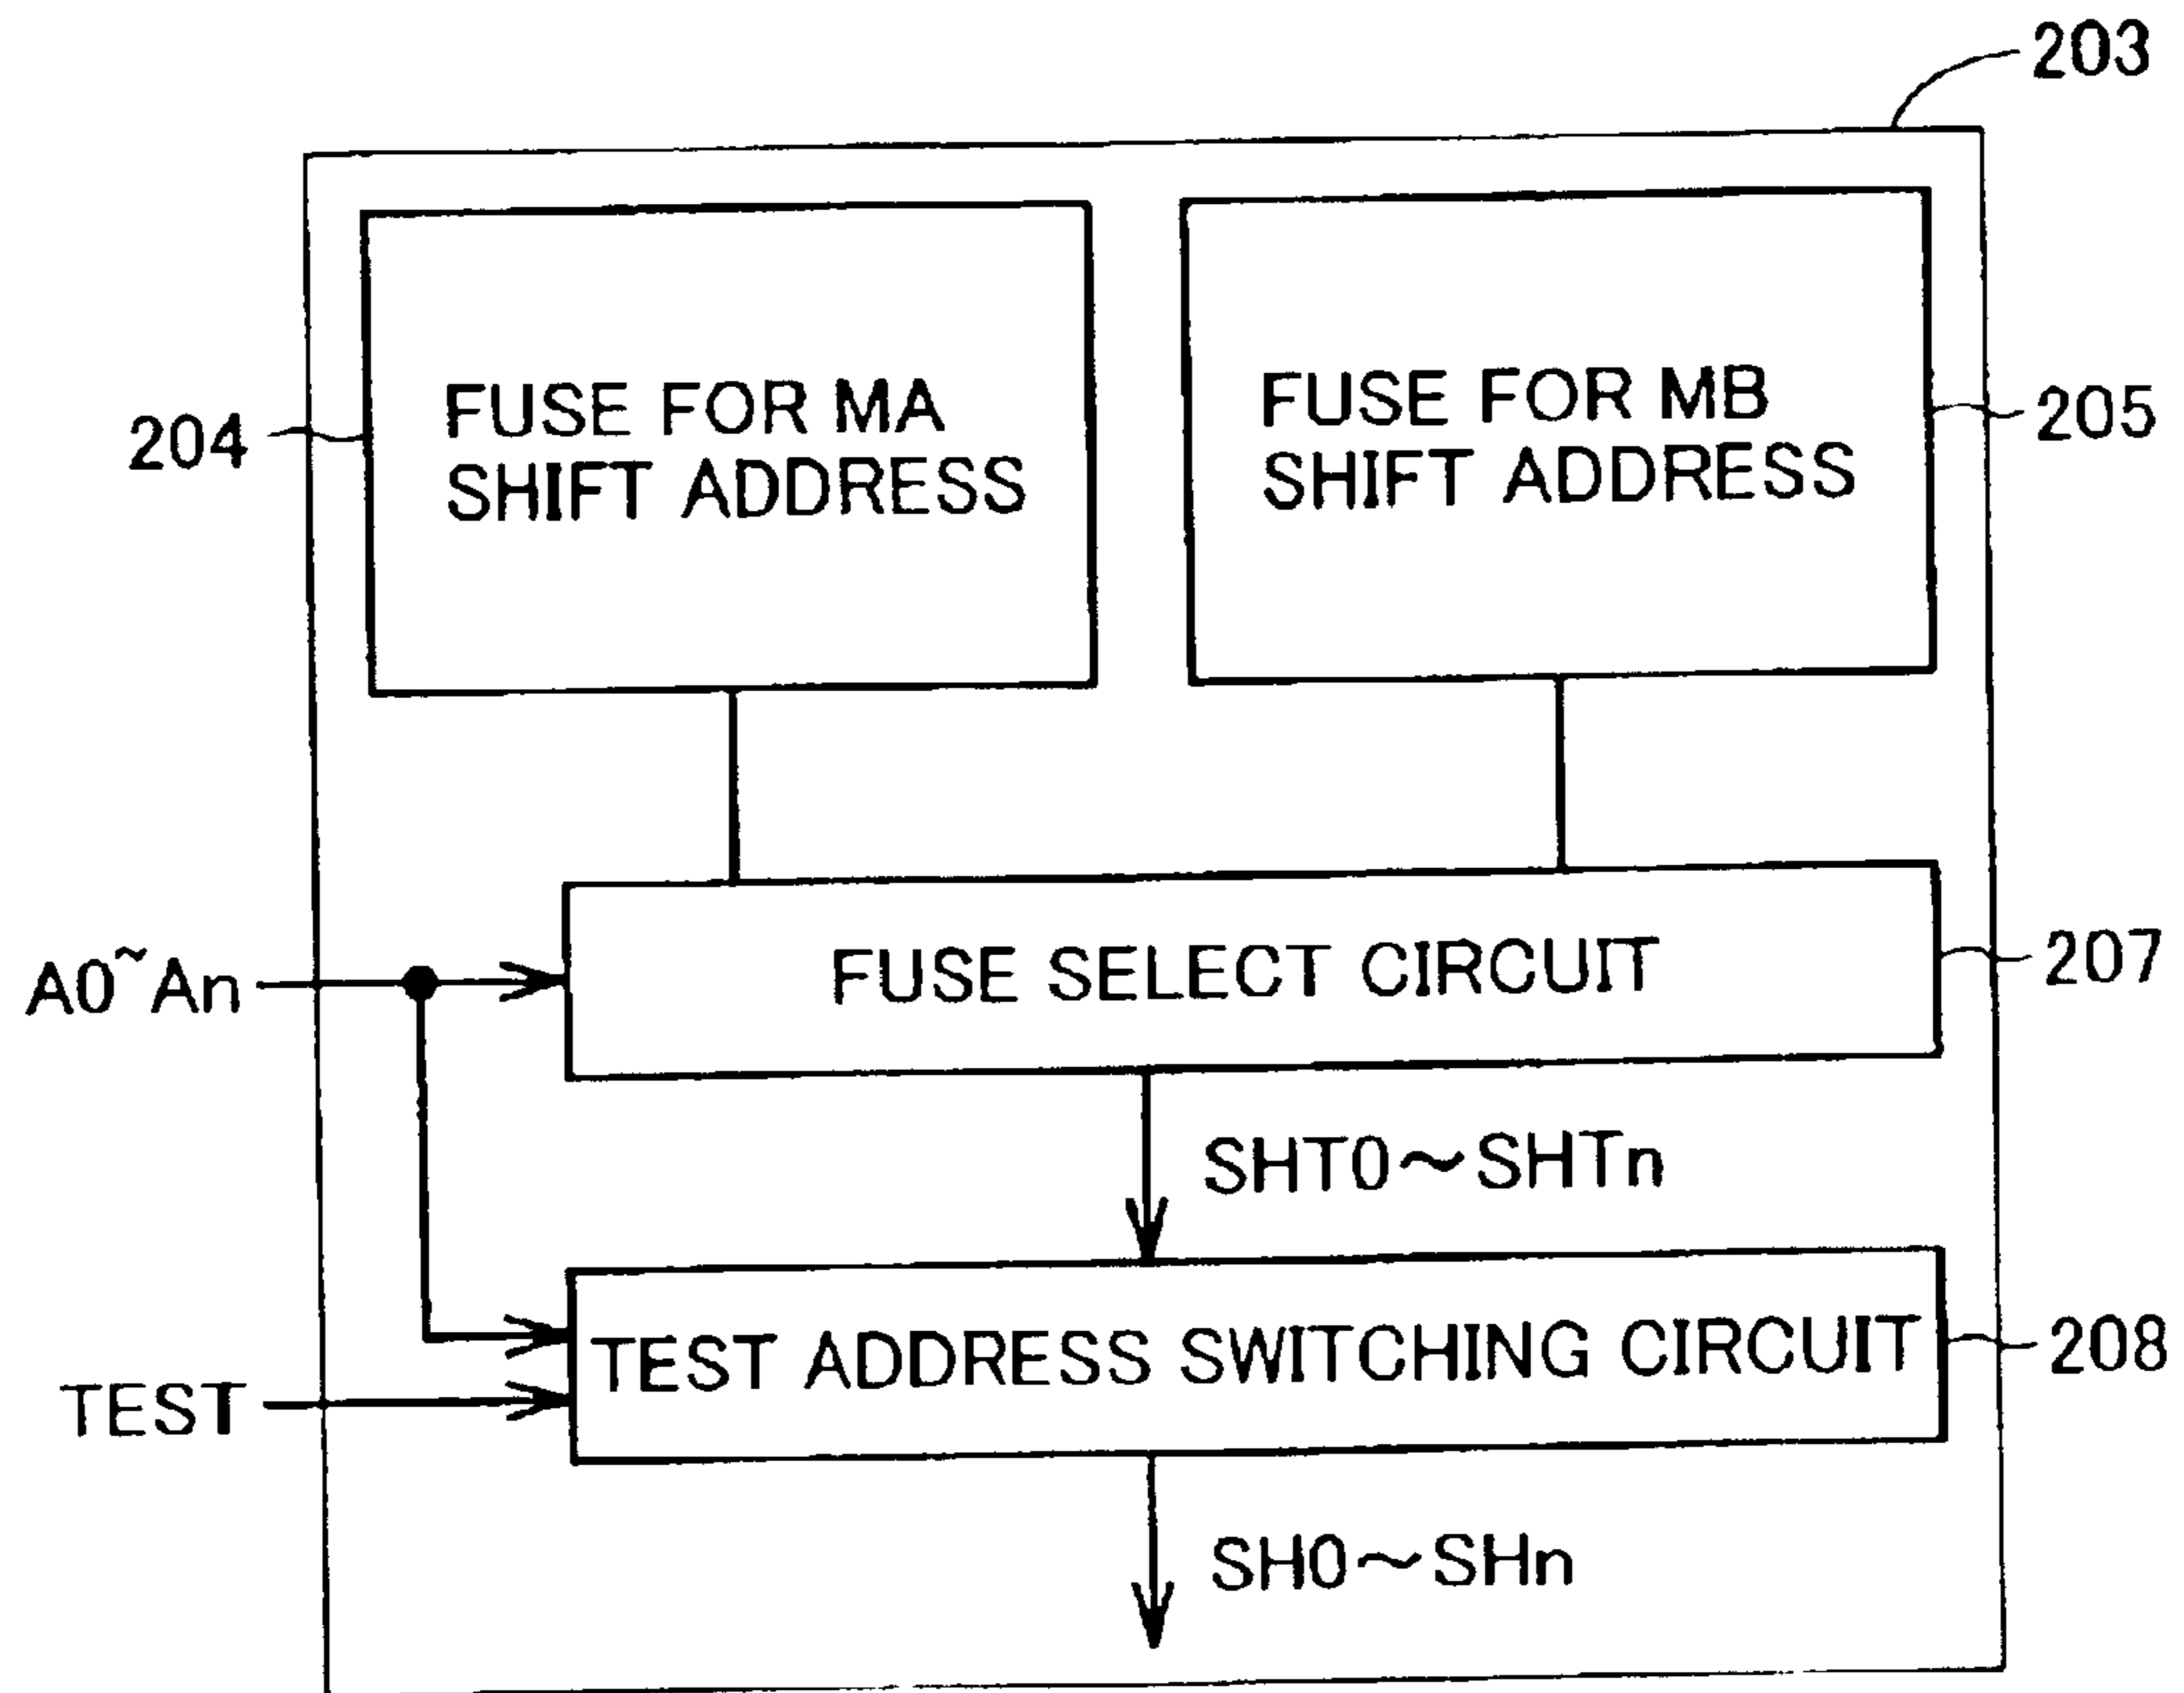 203
FUSE FOR MA
SHIFT ADDRESS
204
FUSE FOR MB
SHIFT ADDRESS
205
A0~An
FUSE SELECT CIRCUIT
207
SHT0~SHTn
TEST ADDRESS SWITCHING CIRCUIT
208
TEST
SH0~SHn